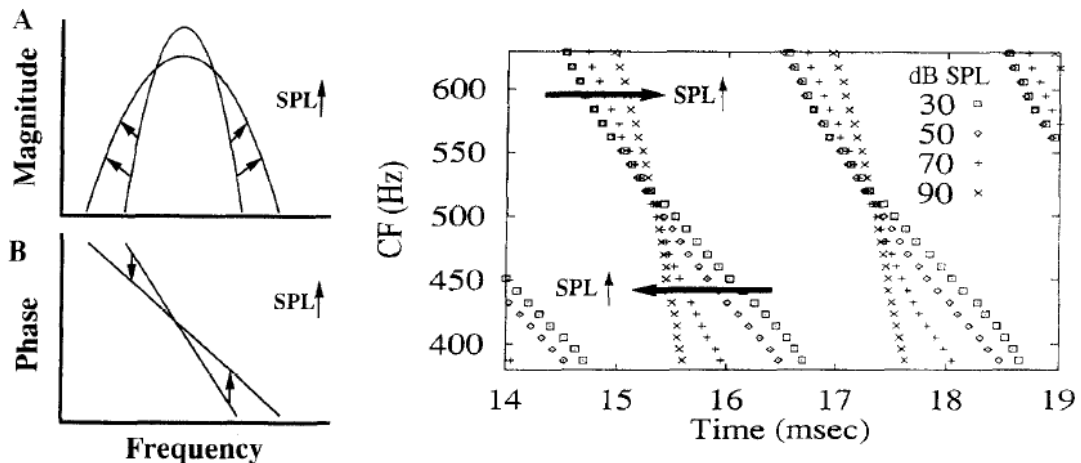 A
Magnitude
SPL↑
B
Phase
SPL↑
Frequency
CF (Hz)
600
550
500
450
400
SPL↑
SPL↑
dB SPL
30 □
50 ◇
70 +
90 ×
14 15 16 17 18 19
Time (msec)